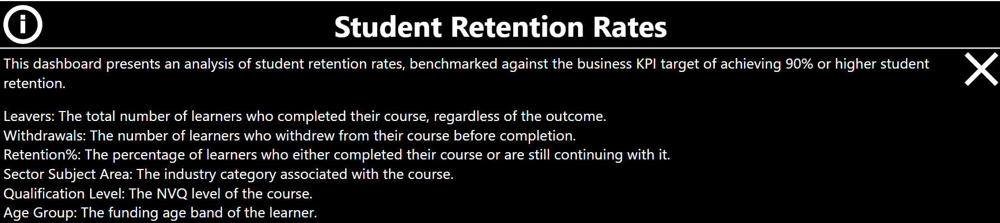 Student Retention Rates
This dashboard presents an analysis of student retention rates, benchmarked against the business KPI target of achieving 90% or higher student
retention.
Leavers: The total number of learners who completed their course, regardless of the outcome.
Withdrawals: The number of learners who withdrew from their course before completion.
Retention%: The percentage of learners who either completed their course or are still continuing with it.
Sector Subject Area: The industry category associated with the course.
Qualification Level: The NVQ level of the course.
Age Group: The funding age band of the learner.